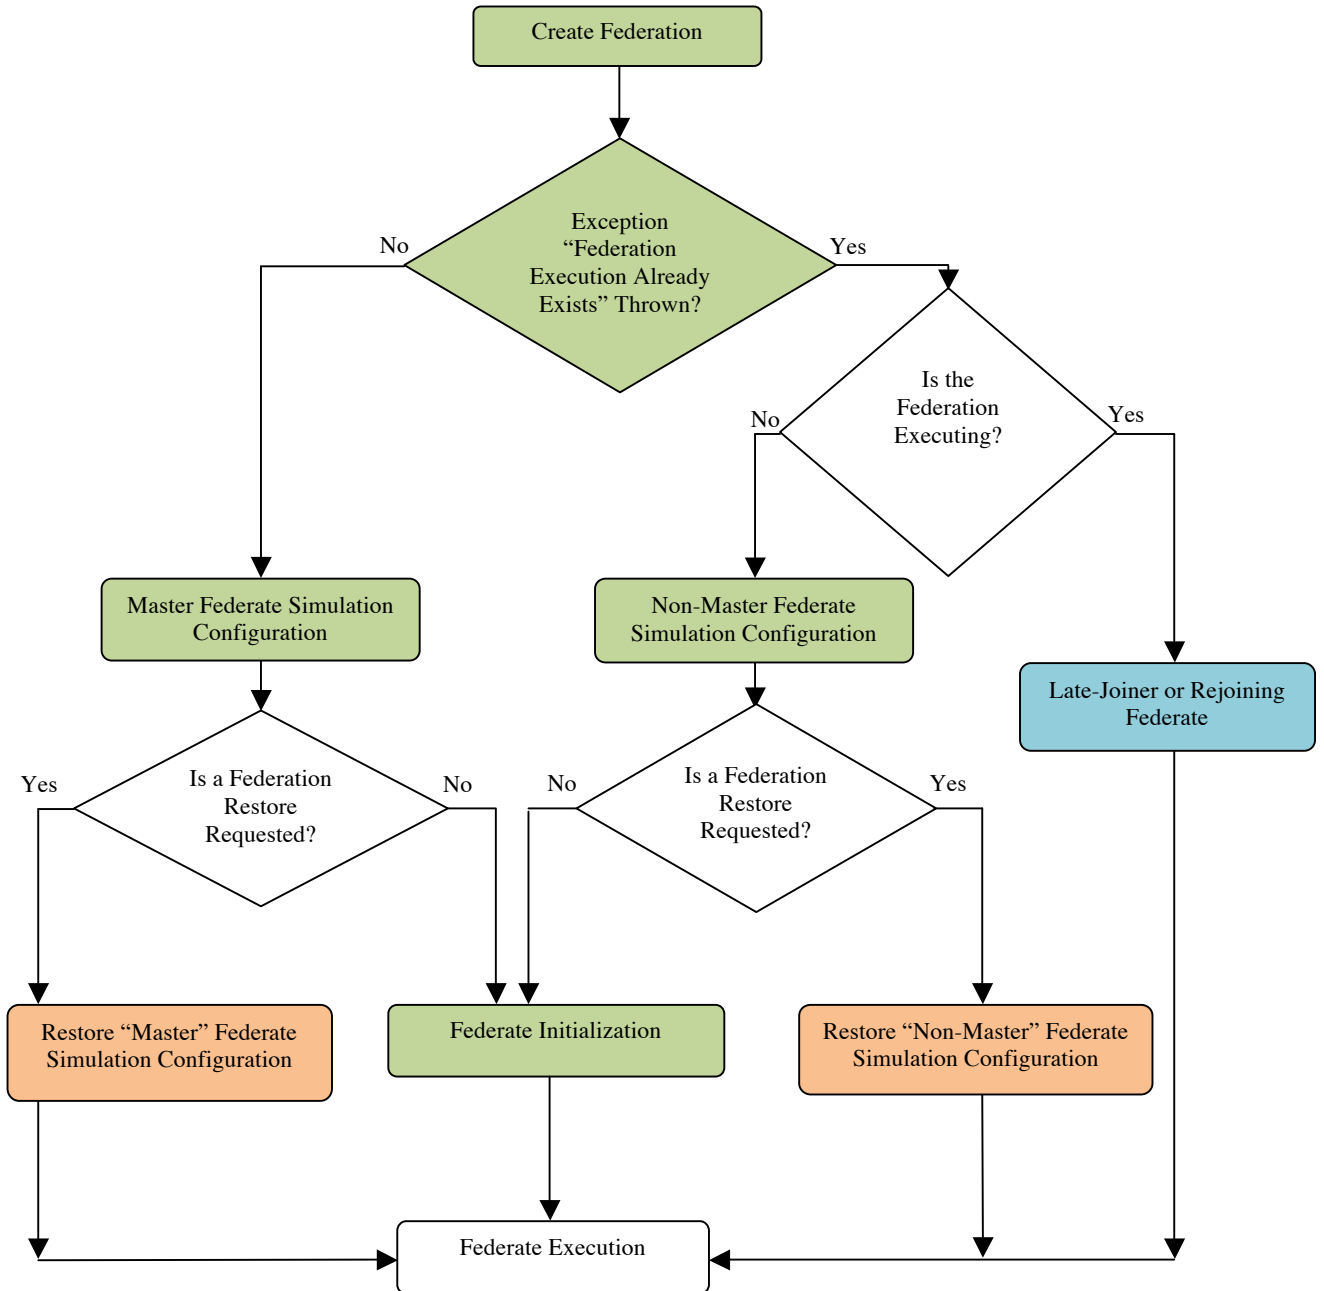 Create Federation
Exception
“Federation
Execution Already
Exists” Thrown?
No
Yes
Is the
Federation
Executing?
No
Yes
Master Federate Simulation
Configuration
Non-Master Federate
Simulation Configuration
Late-Joiner or Rejoining
Federate
Yes
Is a Federation
Restore
Requested?
No
No
Is a Federation
Restore
Requested?
Yes
Restore “Master” Federate
Simulation Configuration
Federate Initialization
Restore “Non-Master” Federate
Simulation Configuration
Federate Execution